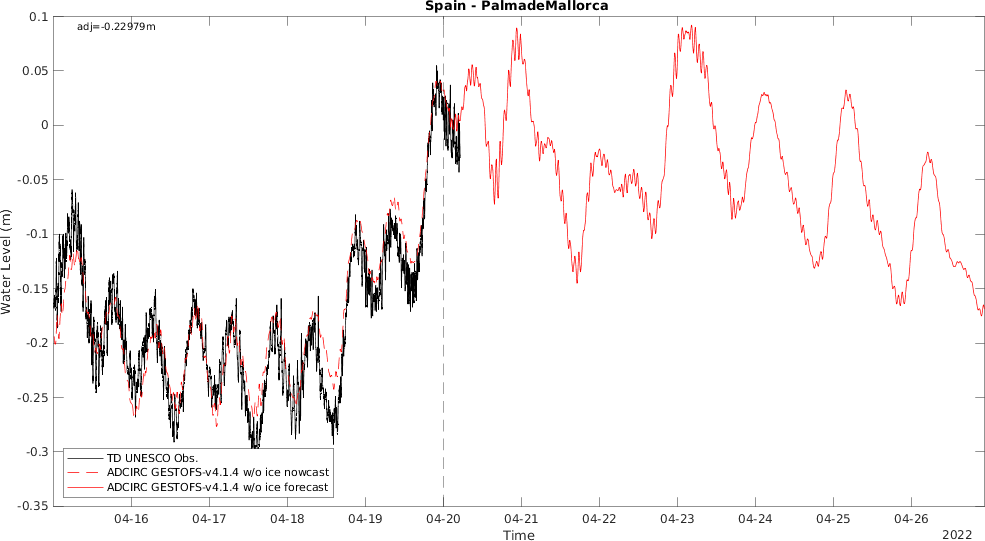 Spain - PalmadeMallorca
adj=-0.22979m
0.1
0.05
0
-0.05
-0.1
-0.15
-0.2
-0.25
-0.3
-0.35
Water Level (m)
TD UNESCO Obs.
ADCIRC GESTOFS-v4.1.4 w/o ice nowcast
ADCIRC GESTOFS-v4.1.4 w/o ice forecast
04-16 04-17 04-18 04-19 04-20 04-21 04-22 04-23 04-24 04-25 04-26
Time
2022